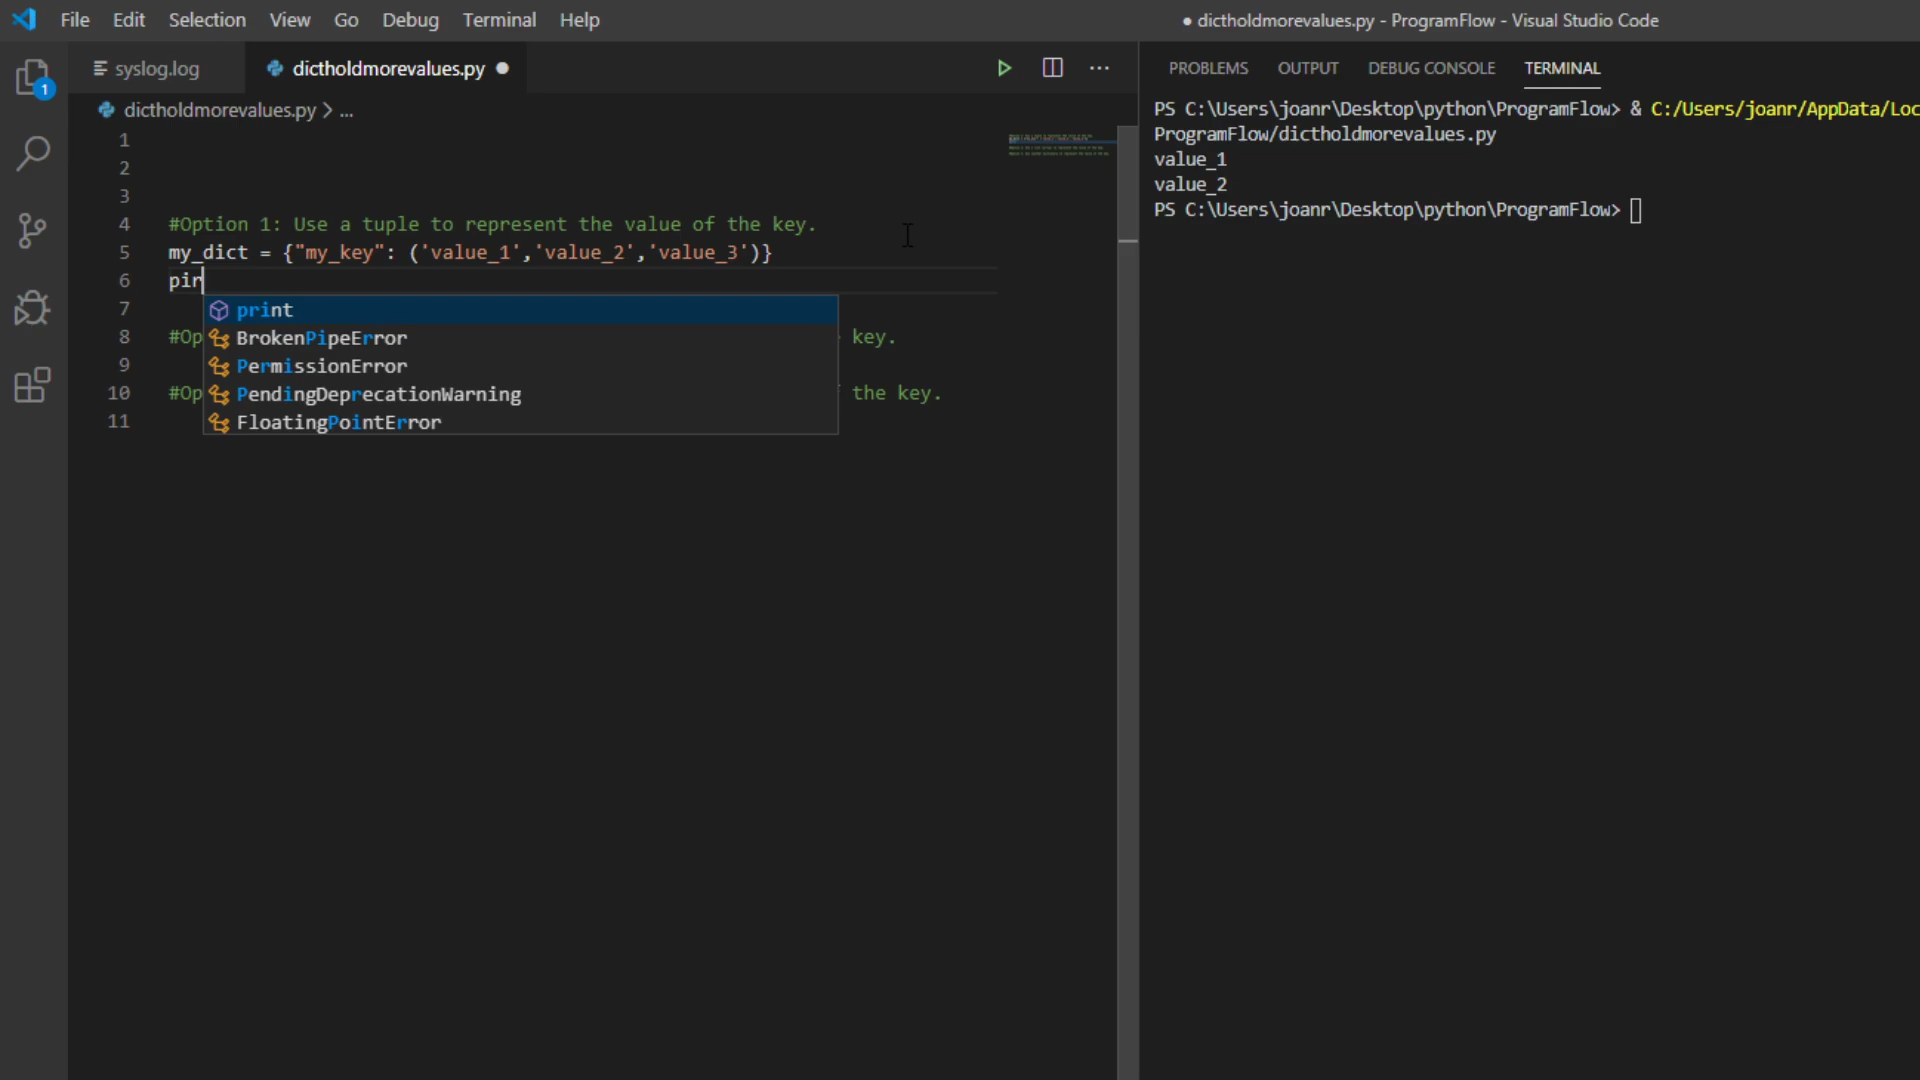 File Edit Selection View Go Debug Terminal Help
● dictholdmorevalues.py - ProgramFlow - Visual Studio Code
1
syslog.log
dictholdmorevalues.py
dictholdmorevalues.py > ...
1
2
3
4 #Option 1: Use a tuple to represent the value of the key.
5 my_dict = {"my_key": ('value_1','value_2','value_3')}
6 pir
7
8 #Op key.
9
10 #Op the key.
11
print
BrokenPipeError
PermissionError
PendingDeprecationWarning
FloatingPointError
PROBLEMS OUTPUT DEBUG CONSOLE TERMINAL
PS C:\Users\joanr\Desktop\python\ProgramFlow> & C:/Users/joanr/AppData/Loc
ProgramFlow/dictholdmorevalues.py
value_1
value_2
PS C:\Users\joanr\Desktop\python\ProgramFlow>